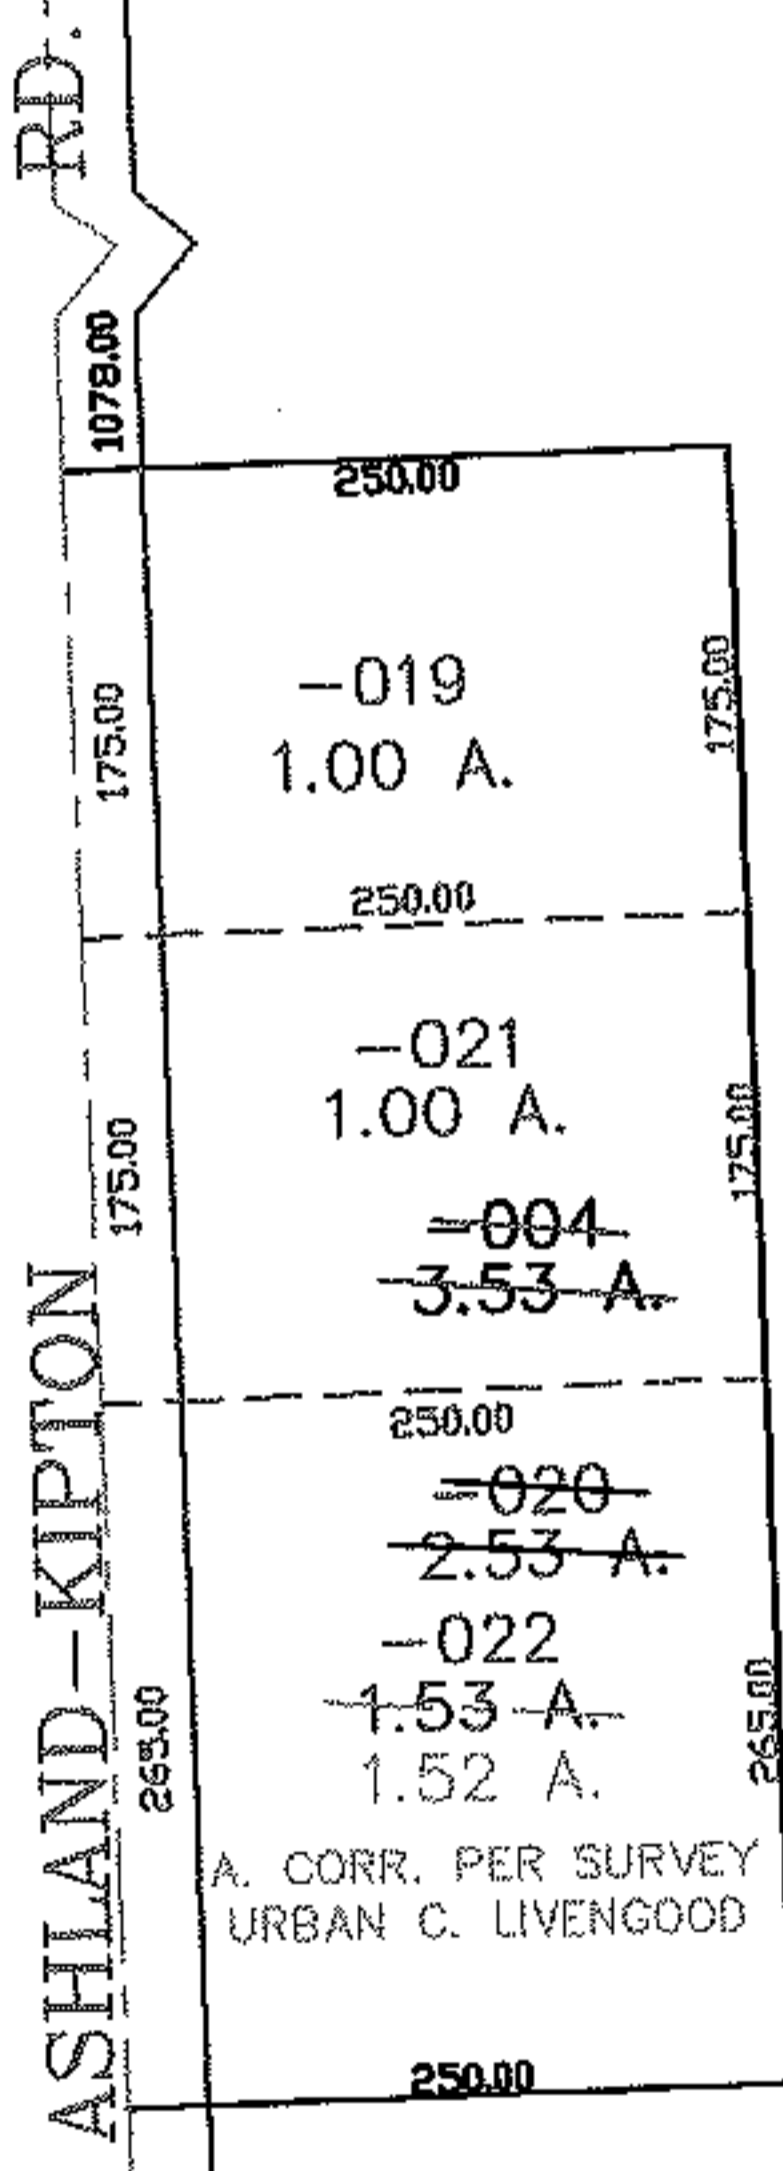 ASHLAND-KIPTON RD.
1078.00
250.00
175.00
-019
1.00 A.
175.00
250.00
175.00
-021
1.00 A.
175.00
-004
3.53 A.
250.00
-020
2.53 A.
-022
1.53 A.
1.52 A.
265.00
265.00
A. CORR. PER SURVEY
URBAN C. LIVENGOOD
250.00